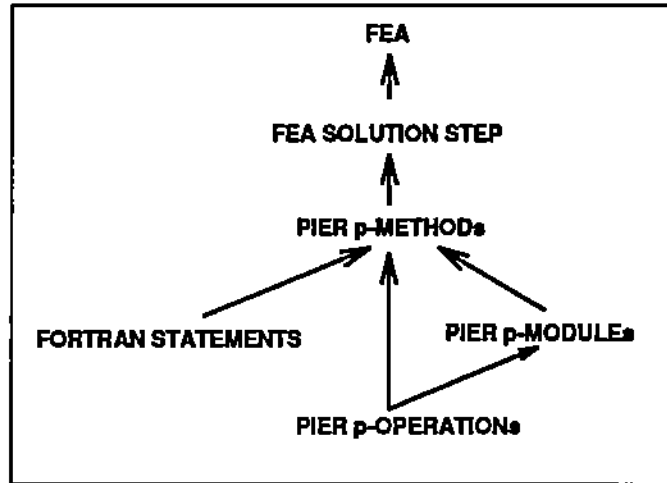 FEA
FEA SOLUTION STEP
PIER p-METHODs
FORTRAN STATEMENTS
PIER p-MODULEs
PIER p-OPERATIONs